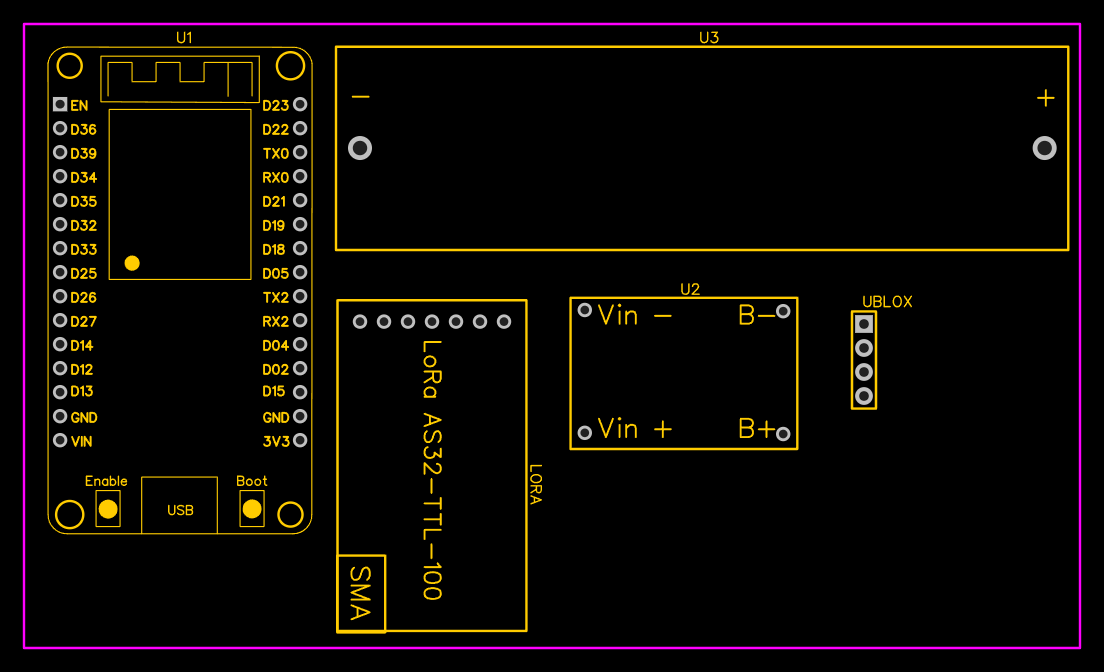 U1
EN
D36
D39
D34
D35
D32
D33
D25
D26
D27
D14
D12
D13
GND
VIN
D23
D22
TX0
RX0
D21
D19
D18
D05
TX2
RX2
D04
D02
D15
GND
3V3
Enable
USB
Boot
U3
−
+
LoRa AS32-TTL-100
SMA
LORA
U2
Vin − B−
Vin + B+
UBLOX